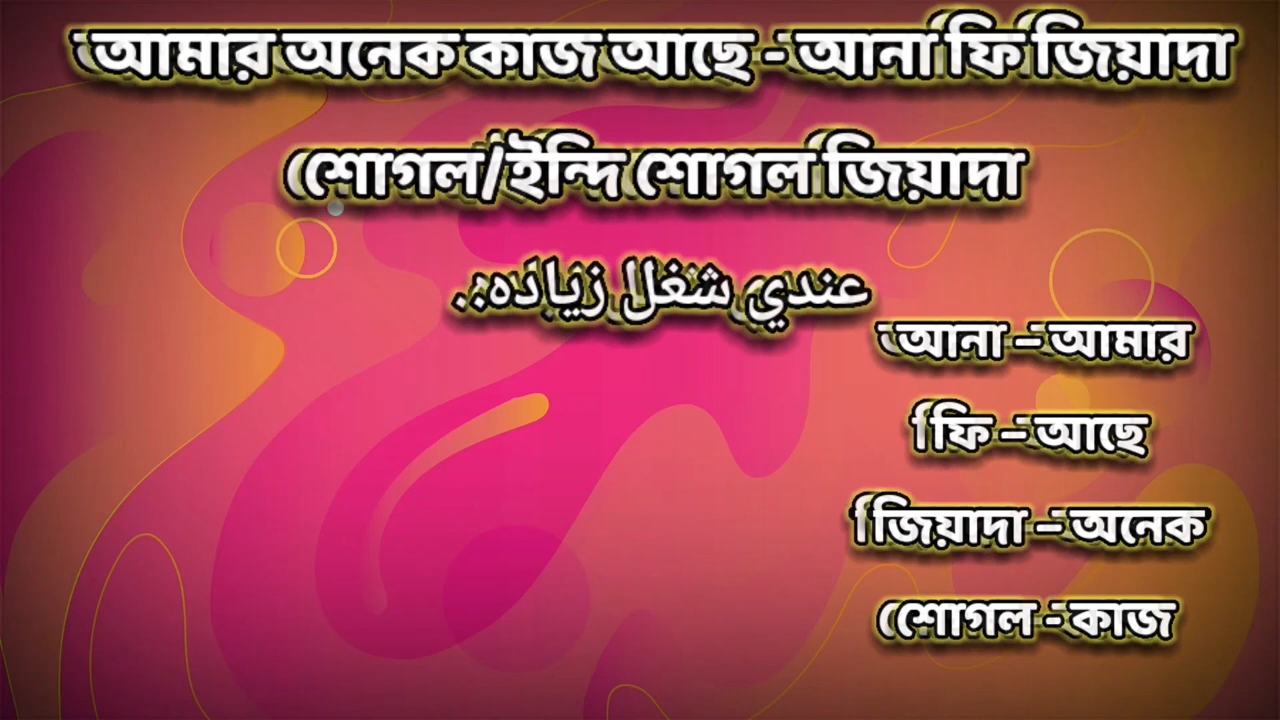 আমার অনেক কাজ আছে - আনা ফি জিয়াদা
শোগল/ইন্দি শোগল জিয়াদা
عندي شغل زياده..
আনা – আমার
ফি – আছে
জিয়াদা – অনেক
শোগল - কাজ